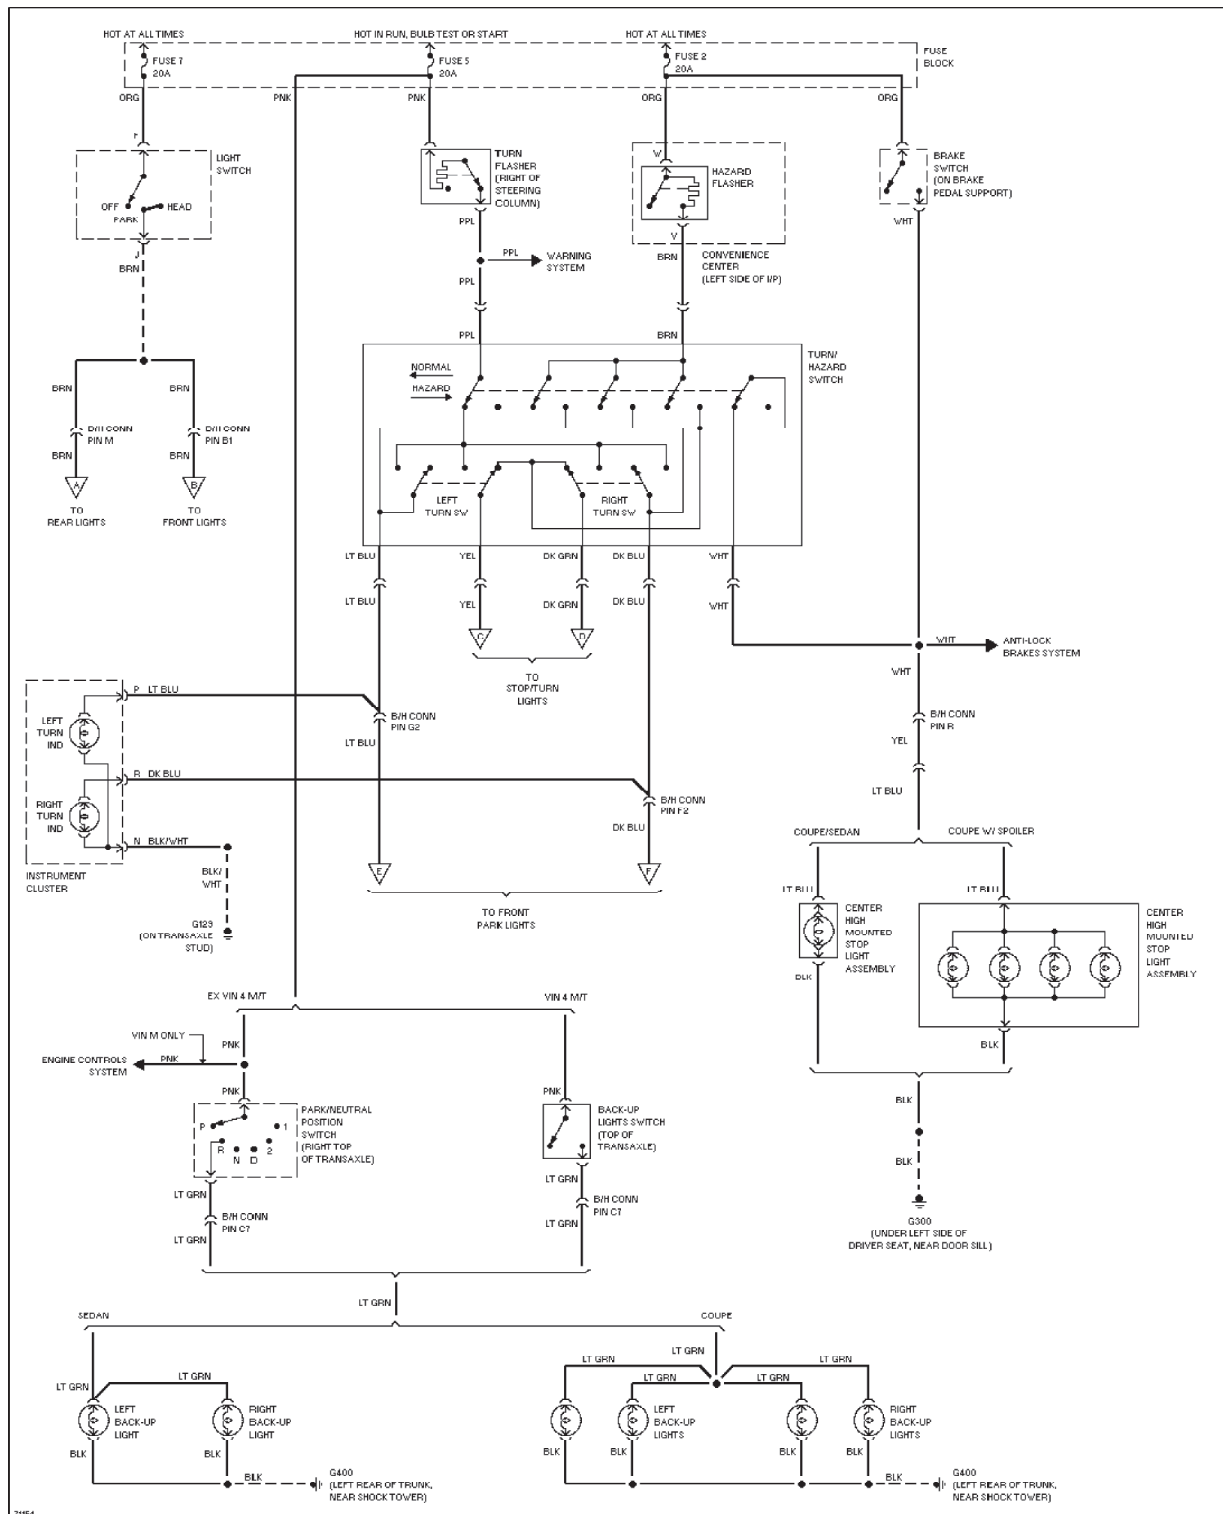 HOT AT ALL TIMES
HOT IN RUN, BULB TEST OR START
HOT AT ALL TIMES
FUSE 7
20A
FUSE 5
20A
FUSE 2
20A
FUSE
BLOCK
ORG
PNK
PNK
ORG
ORG
F
LIGHT
SWITCH
OFF
PARK
HEAD
J
BRN
TURN
FLASHER
(RIGHT OF
STEERING
COLUMN)
PPL
PPL
WARNING
SYSTEM
PPL
PPL
W
HAZARD
FLASHER
V
BRN
CONVENIENCE
CENTER
(LEFT SIDE OF I/P)
BRN
BRAKE
SWITCH
(ON BRAKE
PEDAL SUPPORT)
WHT
BRN
BRN
B/H CONN
PIN M
B/H CONN
PIN B1
BRN
BRN
A
B
TO
REAR LIGHTS
TO
FRONT LIGHTS
NORMAL
HAZARD
TURN/
HAZARD
SWITCH
LEFT
TURN SW
RIGHT
TURN SW
LT BLU
YEL
DK GRN
DK BLU
WHT
LT BLU
YEL
DK GRN
DK BLU
WHT
C
D
TO
STOP/TURN
LIGHTS
WHT
ANTI-LOCK
BRAKES SYSTEM
WHT
B/H CONN
PIN R
YEL
LT BLU
P LT BLU
LEFT
TURN
IND
B/H CONN
PIN G2
LT BLU
R DK BLU
RIGHT
TURN
IND
B/H CONN
PIN F2
DK BLU
N BLK/WHT
INSTRUMENT
CLUSTER
BLK/
WHT
G123
(ON TRANSAXLE
STUD)
E
F
TO FRONT
PARK LIGHTS
COUPE/SEDAN
COUPE W/ SPOILER
LT BLU
LT BLU
CENTER
HIGH
MOUNTED
STOP
LIGHT
ASSEMBLY
CENTER
HIGH
MOUNTED
STOP
LIGHT
ASSEMBLY
BLK
BLK
BLK
BLK
G300
(UNDER LEFT SIDE OF
DRIVER SEAT, NEAR DOOR SILL)
EX VIN 4 M/T
VIN 4 M/T
VIN M ONLY
PNK
ENGINE CONTROLS
SYSTEM
PNK
PNK
PNK
P
R
N
D
2
1
PARK/NEUTRAL
POSITION
SWITCH
(RIGHT TOP
OF TRANSAXLE)
BACK-UP
LIGHTS SWITCH
(TOP OF
TRANSAXLE)
LT GRN
LT GRN
B/H CONN
PIN C7
B/H CONN
PIN C7
LT GRN
LT GRN
LT GRN
SEDAN
COUPE
LT GRN
LT GRN
LEFT
BACK-UP
LIGHT
RIGHT
BACK-UP
LIGHT
BLK
BLK
BLK
G400
(LEFT REAR OF TRUNK,
NEAR SHOCK TOWER)
LT GRN
LT GRN
LT GRN
LT GRN
LT GRN
LEFT
BACK-UP
LIGHTS
RIGHT
BACK-UP
LIGHTS
BLK
BLK
BLK
BLK
BLK
G400
(LEFT REAR OF TRUNK,
NEAR SHOCK TOWER)